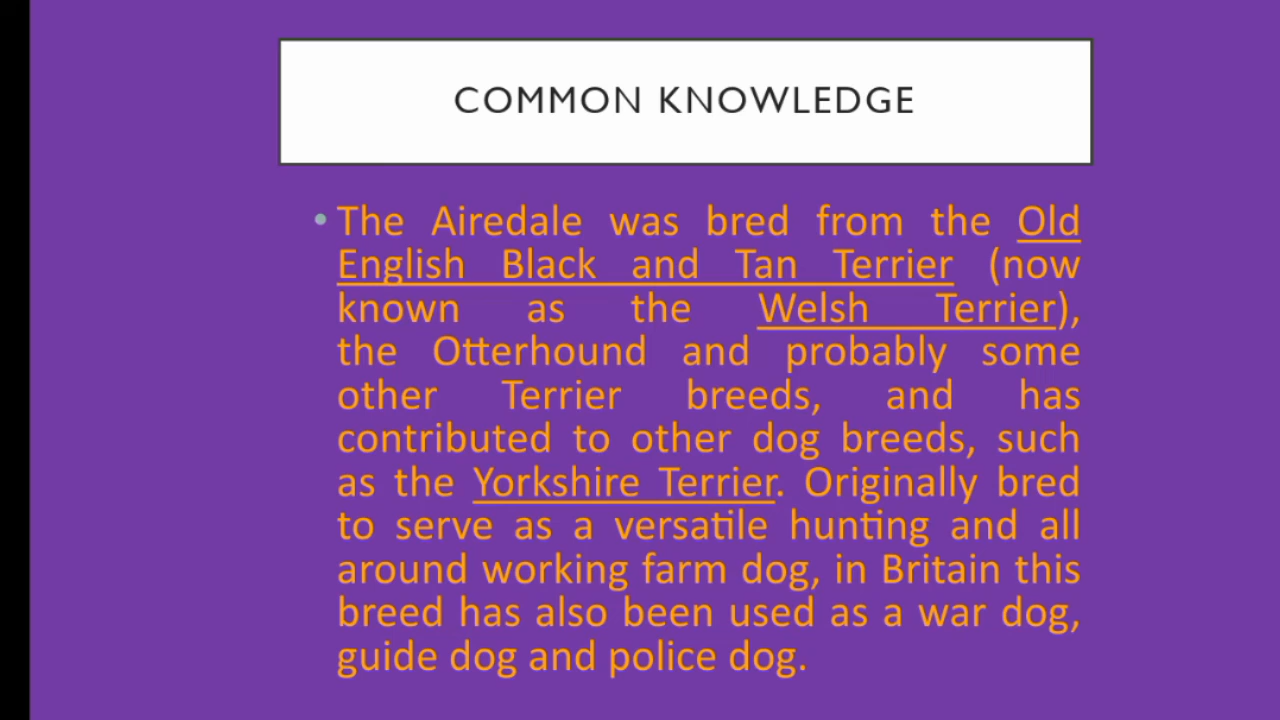 COMMON KNOWLEDGE
• The Airedale was bred from the Old
English Black and Tan Terrier (now
known as the Welsh Terrier),
the Otterhound and probably some
other Terrier breeds, and has
contributed to other dog breeds, such
as the Yorkshire Terrier. Originally bred
to serve as a versatile hunting and all
around working farm dog, in Britain this
breed has also been used as a war dog,
guide dog and police dog.